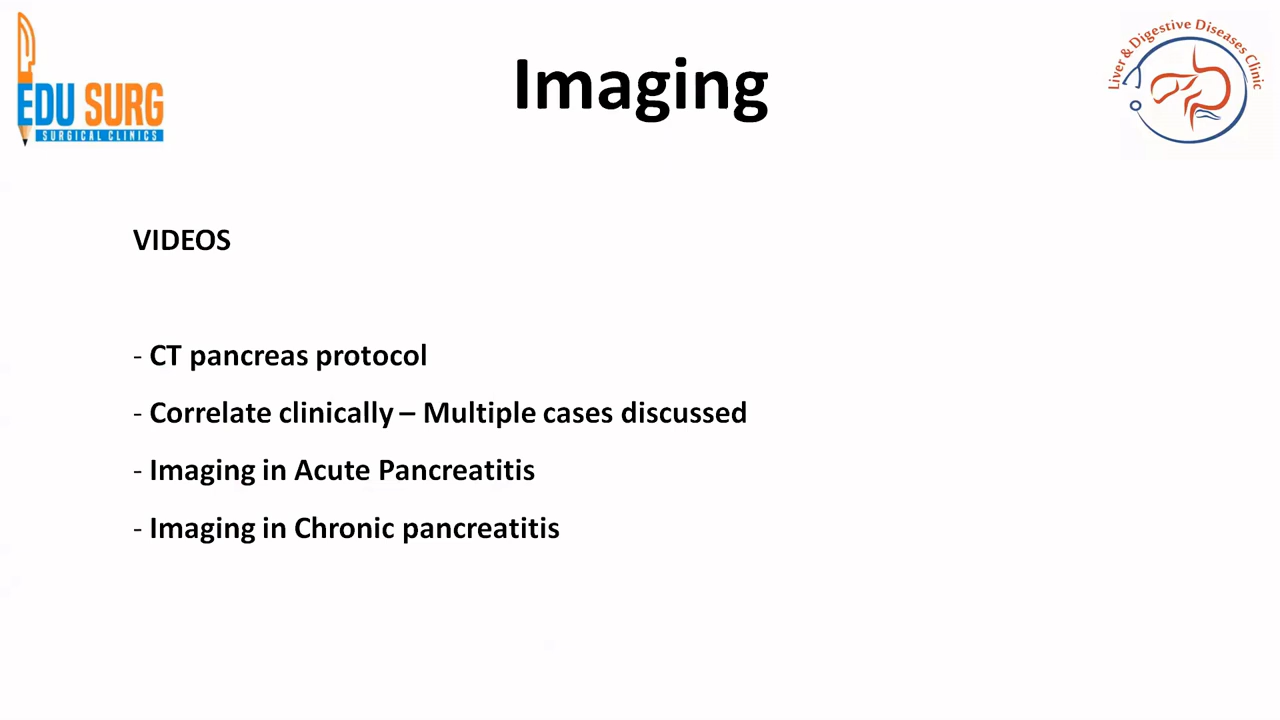 Imaging
EDU SURG
SURGICAL CLINICS
Liver & Digestive Diseases Clinic
VIDEOS
- CT pancreas protocol
- Correlate clinically – Multiple cases discussed
- Imaging in Acute Pancreatitis
- Imaging in Chronic pancreatitis